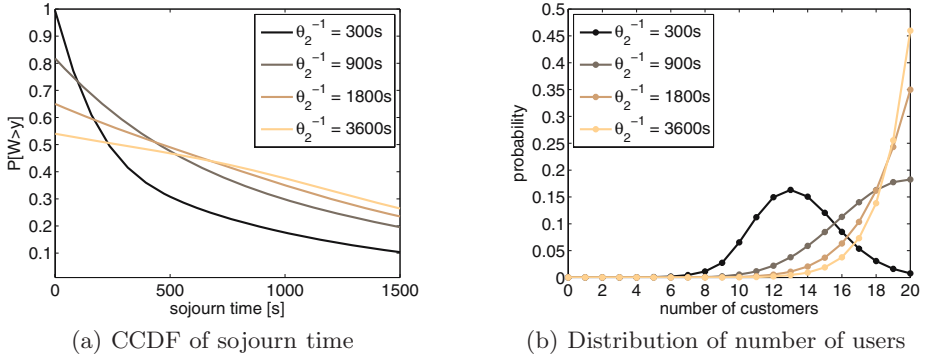 1
0.9
0.8
0.7
0.6
0.5
0.4
0.3
0.2
0.1
P[W>y]
0 500 1000 1500
sojourn time [s]
θ₂⁻¹ = 300s
θ₂⁻¹ = 900s
θ₂⁻¹ = 1800s
θ₂⁻¹ = 3600s
(a) CCDF of sojourn time
0.5
0.45
0.4
0.35
0.3
0.25
0.2
0.15
0.1
0.05
0
probability
0 2 4 6 8 10 12 14 16 18 20
number of customers
θ₂⁻¹ = 300s
θ₂⁻¹ = 900s
θ₂⁻¹ = 1800s
θ₂⁻¹ = 3600s
(b) Distribution of number of users